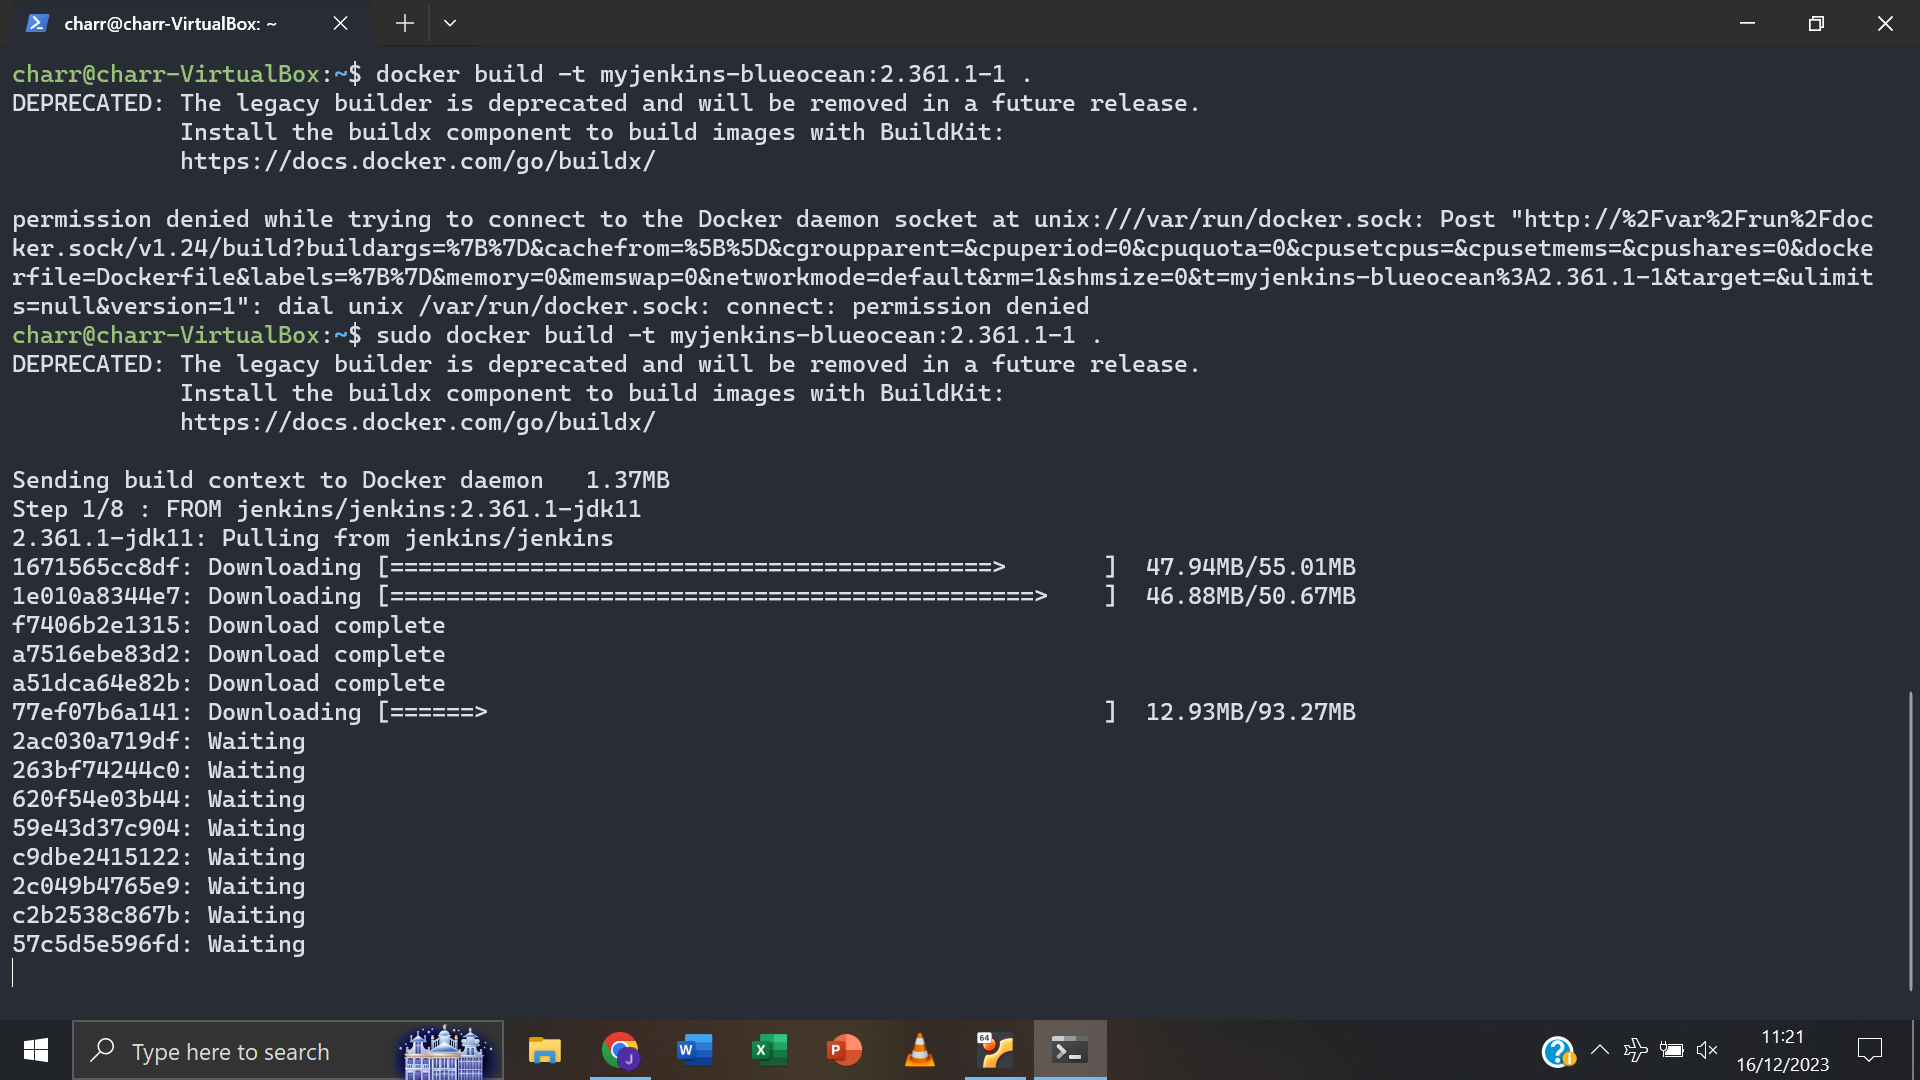 charr@charr-VirtualBox: ~
charr@charr-VirtualBox:~$ docker build -t myjenkins-blueocean:2.361.1-1 .
DEPRECATED: The legacy builder is deprecated and will be removed in a future release.
            Install the buildx component to build images with BuildKit:
            https://docs.docker.com/go/buildx/

permission denied while trying to connect to the Docker daemon socket at unix:///var/run/docker.sock: Post "http://%2Fvar%2Frun%2Fdoc
ker.sock/v1.24/build?buildargs=%7B%7D&cachefrom=%5B%5D&cgroupparent=&cpuperiod=0&cpuquota=0&cpusetcpus=&cpusetmems=&cpushares=0&docke
rfile=Dockerfile&labels=%7B%7D&memory=0&memswap=0&networkmode=default&rm=1&shmsize=0&t=myjenkins-blueocean%3A2.361.1-1&target=&ulimit
s=null&version=1": dial unix /var/run/docker.sock: connect: permission denied
charr@charr-VirtualBox:~$ sudo docker build -t myjenkins-blueocean:2.361.1-1 .
DEPRECATED: The legacy builder is deprecated and will be removed in a future release.
            Install the buildx component to build images with BuildKit:
            https://docs.docker.com/go/buildx/

Sending build context to Docker daemon   1.37MB
Step 1/8 : FROM jenkins/jenkins:2.361.1-jdk11
2.361.1-jdk11: Pulling from jenkins/jenkins
1671565cc8df: Downloading [===========================================>       ]  47.94MB/55.01MB
1e010a8344e7: Downloading [==============================================>    ]  46.88MB/50.67MB
f7406b2e1315: Download complete
a7516ebe83d2: Download complete
a51dca64e82b: Download complete
77ef07b6a141: Downloading [======>                                            ]  12.93MB/93.27MB
2ac030a719df: Waiting
263bf74244c0: Waiting
620f54e03b44: Waiting
59e43d37c904: Waiting
c9dbe2415122: Waiting
2c049b4765e9: Waiting
c2b2538c867b: Waiting
57c5d5e596fd: Waiting
Type here to search
J
W
X
P
64
11:21
16/12/2023